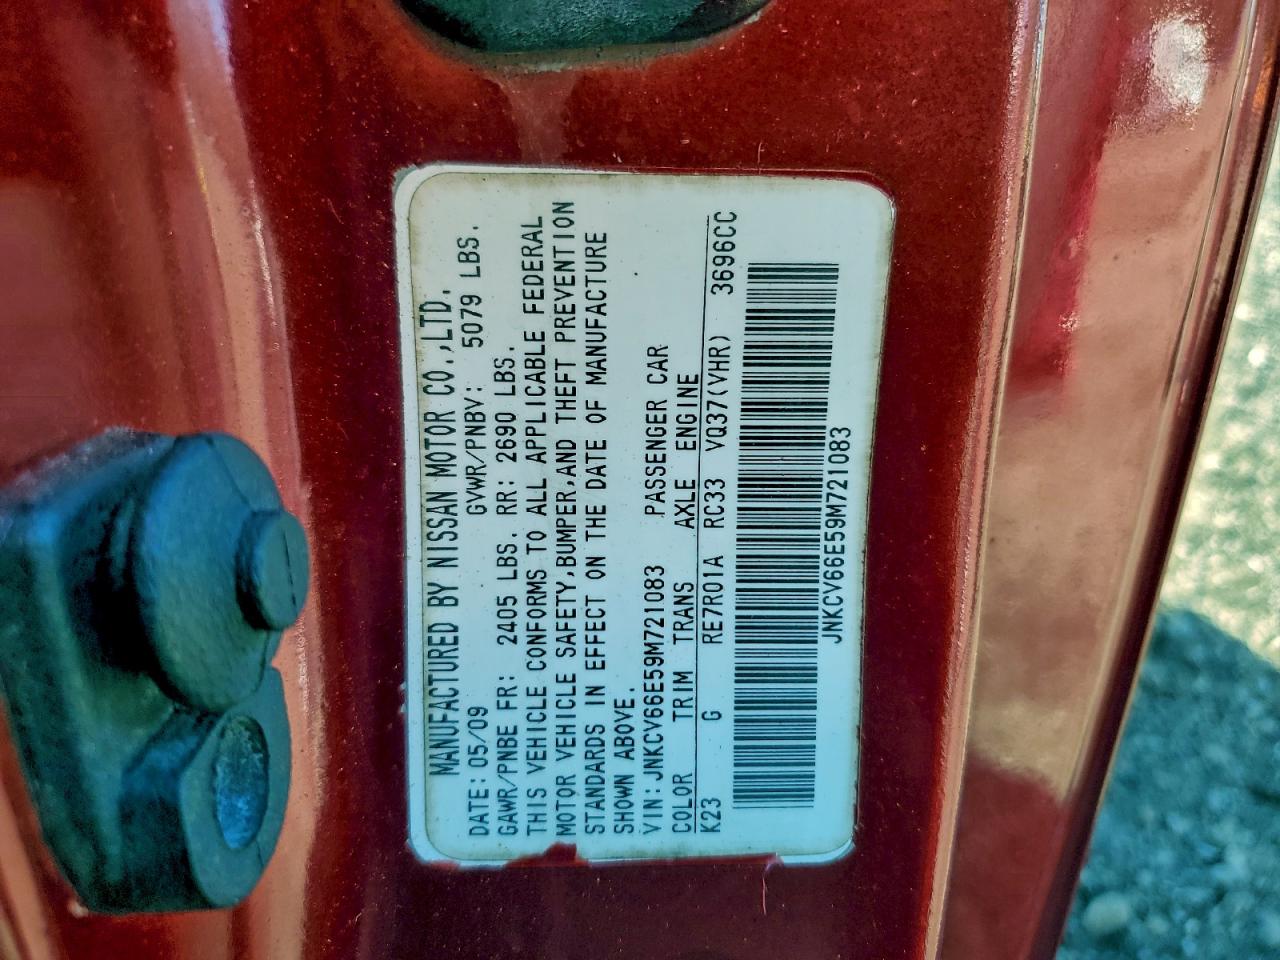 MANUFACTURED BY NISSAN MOTOR CO.,LTD.
DATE: 05/09 GVWR/PNBV: 5079 LBS.
GAWR/PNBE FR: 2405 LBS. RR: 2690 LBS.
THIS VEHICLE CONFORMS TO ALL APPLICABLE FEDERAL
MOTOR VEHICLE SAFETY,BUMPER,AND THEFT PREVENTION
STANDARDS IN EFFECT ON THE DATE OF MANUFACTURE
SHOWN ABOVE.
VIN: JNKCV66E59M721083 PASSENGER CAR
COLOR TRIM TRANS AXLE ENGINE
K23 G RE7R01A RC33 VQ37(VHR) 3696CC
JNKCV66E59M721083